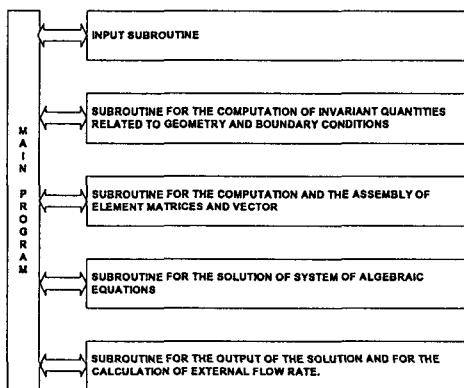 MAIN PROGRAM
INPUT SUBROUTINE
SUBROUTINE FOR THE COMPUTATION OF INVARIANT QUANTITIES
RELATED TO GEOMETRY AND BOUNDARY CONDITIONS
SUBROUTINE FOR THE COMPUTATION AND THE ASSEMBLY OF
ELEMENT MATRICES AND VECTOR
SUBROUTINE FOR THE SOLUTION OF SYSTEM OF ALGEBRAIC
EQUATIONS
SUBROUTINE FOR THE OUTPUT OF THE SOLUTION AND FOR THE
CALCULATION OF EXTERNAL FLOW RATE.